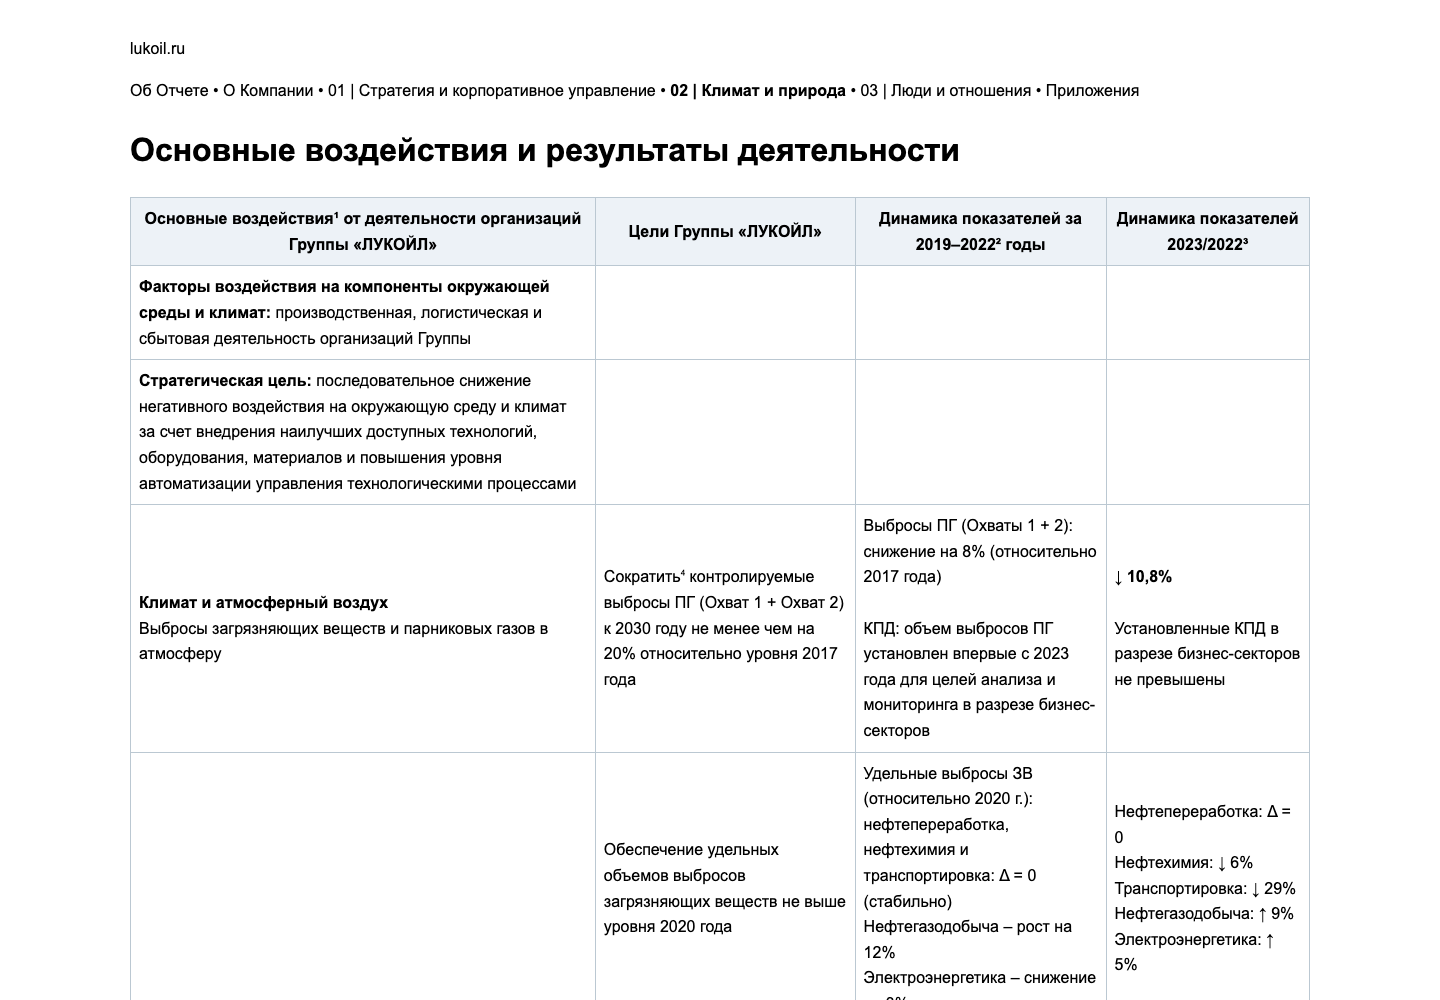 lukoil.ru
Об Отчете • О Компании • 01 | Стратегия и корпоративное управление • 02 | Климат и природа • 03 | Люди и отношения • Приложения
Основные воздействия и результаты деятельности
Основные воздействия¹ от деятельности организаций
Группы «ЛУКОЙЛ»
Цели Группы «ЛУКОЙЛ»
Динамика показателей за
2019–2022² годы
Динамика показателей
2023/2022³
Факторы воздействия на компоненты окружающей
среды и климат: производственная, логистическая и
сбытовая деятельность организаций Группы
Стратегическая цель: последовательное снижение
негативного воздействия на окружающую среду и климат
за счет внедрения наилучших доступных технологий,
оборудования, материалов и повышения уровня
автоматизации управления технологическими процессами
Климат и атмосферный воздух
Выбросы загрязняющих веществ и парниковых газов в
атмосферу
Сократить⁴ контролируемые
выбросы ПГ (Охват 1 + Охват 2)
к 2030 году не менее чем на
20% относительно уровня 2017
года
Выбросы ПГ (Охваты 1 + 2):
снижение на 8% (относительно
2017 года)
КПД: объем выбросов ПГ
установлен впервые с 2023
года для целей анализа и
мониторинга в разрезе бизнес-
секторов
↓ 10,8%
Установленные КПД в
разрезе бизнес-секторов
не превышены
Обеспечение удельных
объемов выбросов
загрязняющих веществ не выше
уровня 2020 года
Удельные выбросы ЗВ
(относительно 2020 г.):
нефтепереработка,
нефтехимия и
транспортировка: Δ = 0
(стабильно)
Нефтегазодобыча – рост на
12%
Электроэнергетика – снижение
Нефтепереработка: Δ =
0
Нефтехимия: ↓ 6%
Транспортировка: ↓ 29%
Нефтегазодобыча: ↑ 9%
Электроэнергетика: ↑
5%